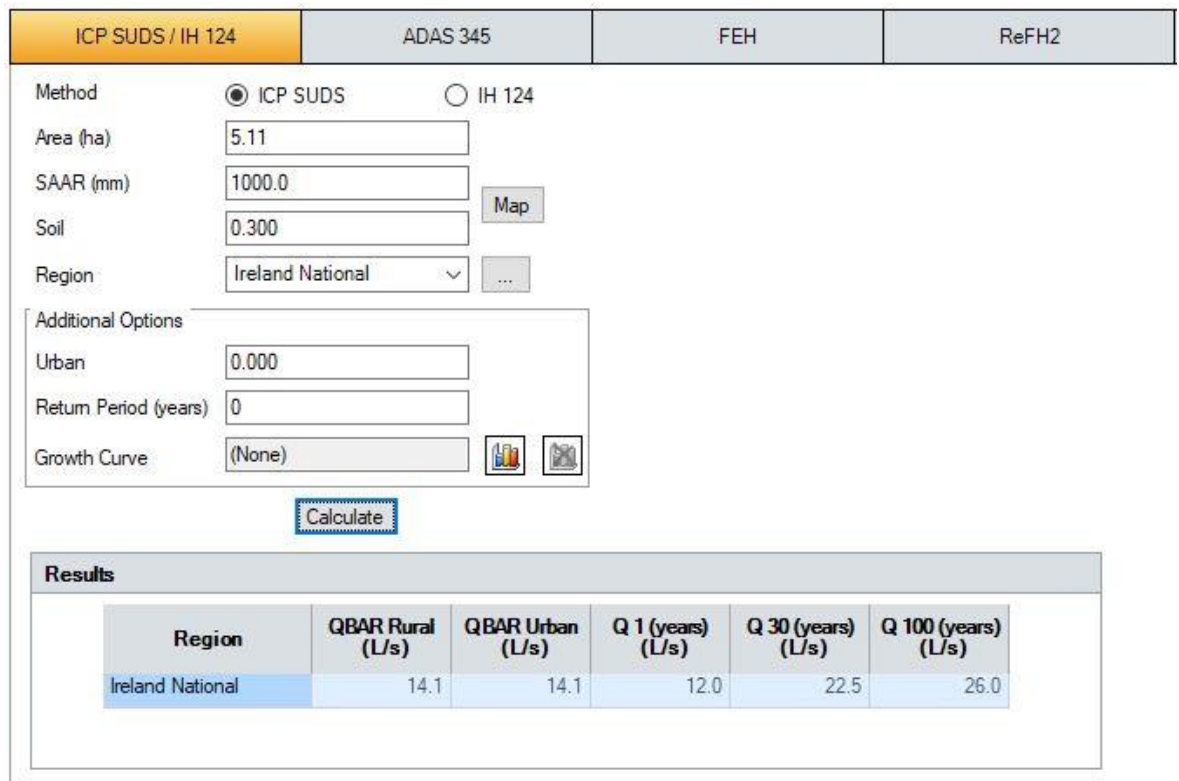 ICP SUDS / IH 124 ADAS 345 FEH ReFH2
Method ICP SUDS IH 124
Area (ha) 5.11
SAAR (mm) 1000.0
Map
Soil 0.300
Region Ireland National ...
Additional Options
Urban 0.000
Return Period (years) 0
Growth Curve (None)
Calculate
Results
Region QBAR Rural (L/s) QBAR Urban (L/s) Q 1 (years) (L/s) Q 30 (years) (L/s) Q 100 (years) (L/s)
Ireland National 14.1 14.1 12.0 22.5 26.0